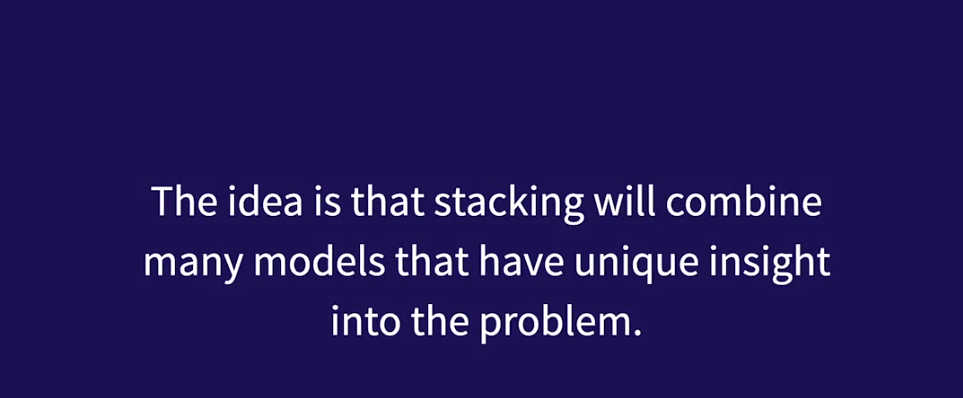 The idea is that stacking will combine
many models that have unique insight
into the problem.